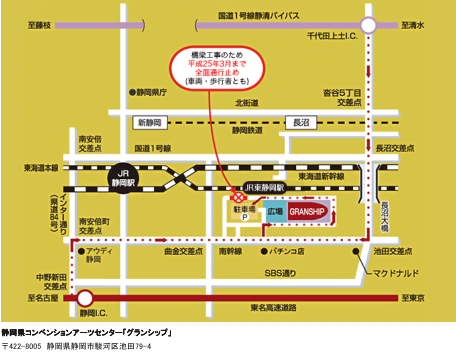 国道1号線静清バイパス
至藤枝
至清水
千代田上土I.C.
橋梁工事のため
平成25年3月まで
全面通行止め
(車両・歩行者とも)
静岡県庁
沓谷5丁目
交差点
北街道
新静岡
長沼
静岡鉄道
南安倍
交差点
国道1号線
長沼交差点
東海道本線
JR
静岡駅
東海道新幹線
JR東静岡駅
インター通り
(県道84号)
駐車場
P
広場
GRANSHIP
長沼大橋
南安倍町
交差点
アウディ
静岡
曲金交差点
南幹線
パチンコ店
池田交差点
中野新田
交差点
SBS通り
マクドナルド
至名古屋
静岡I.C.
東名高速道路
至東京
静岡県コンベンションアーツセンター「グランシップ」
〒422-8005 静岡県静岡市駿河区池田79-4